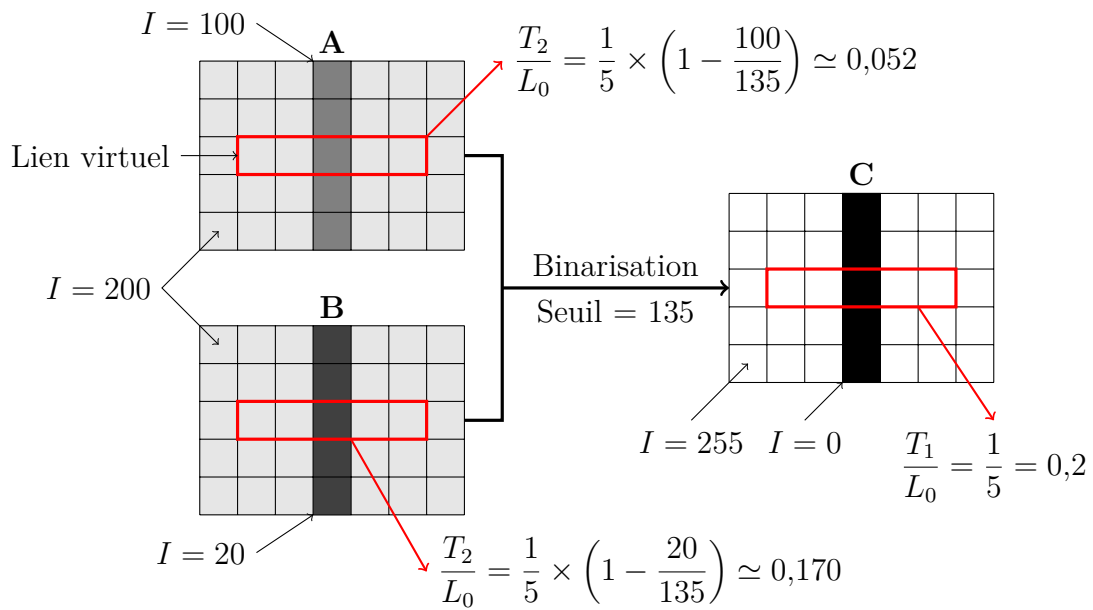 I = 100
A
T₂/L₀ = 1/5 × (1 − 100/135) ≃ 0,052
Lien virtuel
I = 200
B
I = 20
T₂/L₀ = 1/5 × (1 − 20/135) ≃ 0,170
Binarisation
Seuil = 135
C
I = 255
I = 0
T₁/L₀ = 1/5 = 0,2